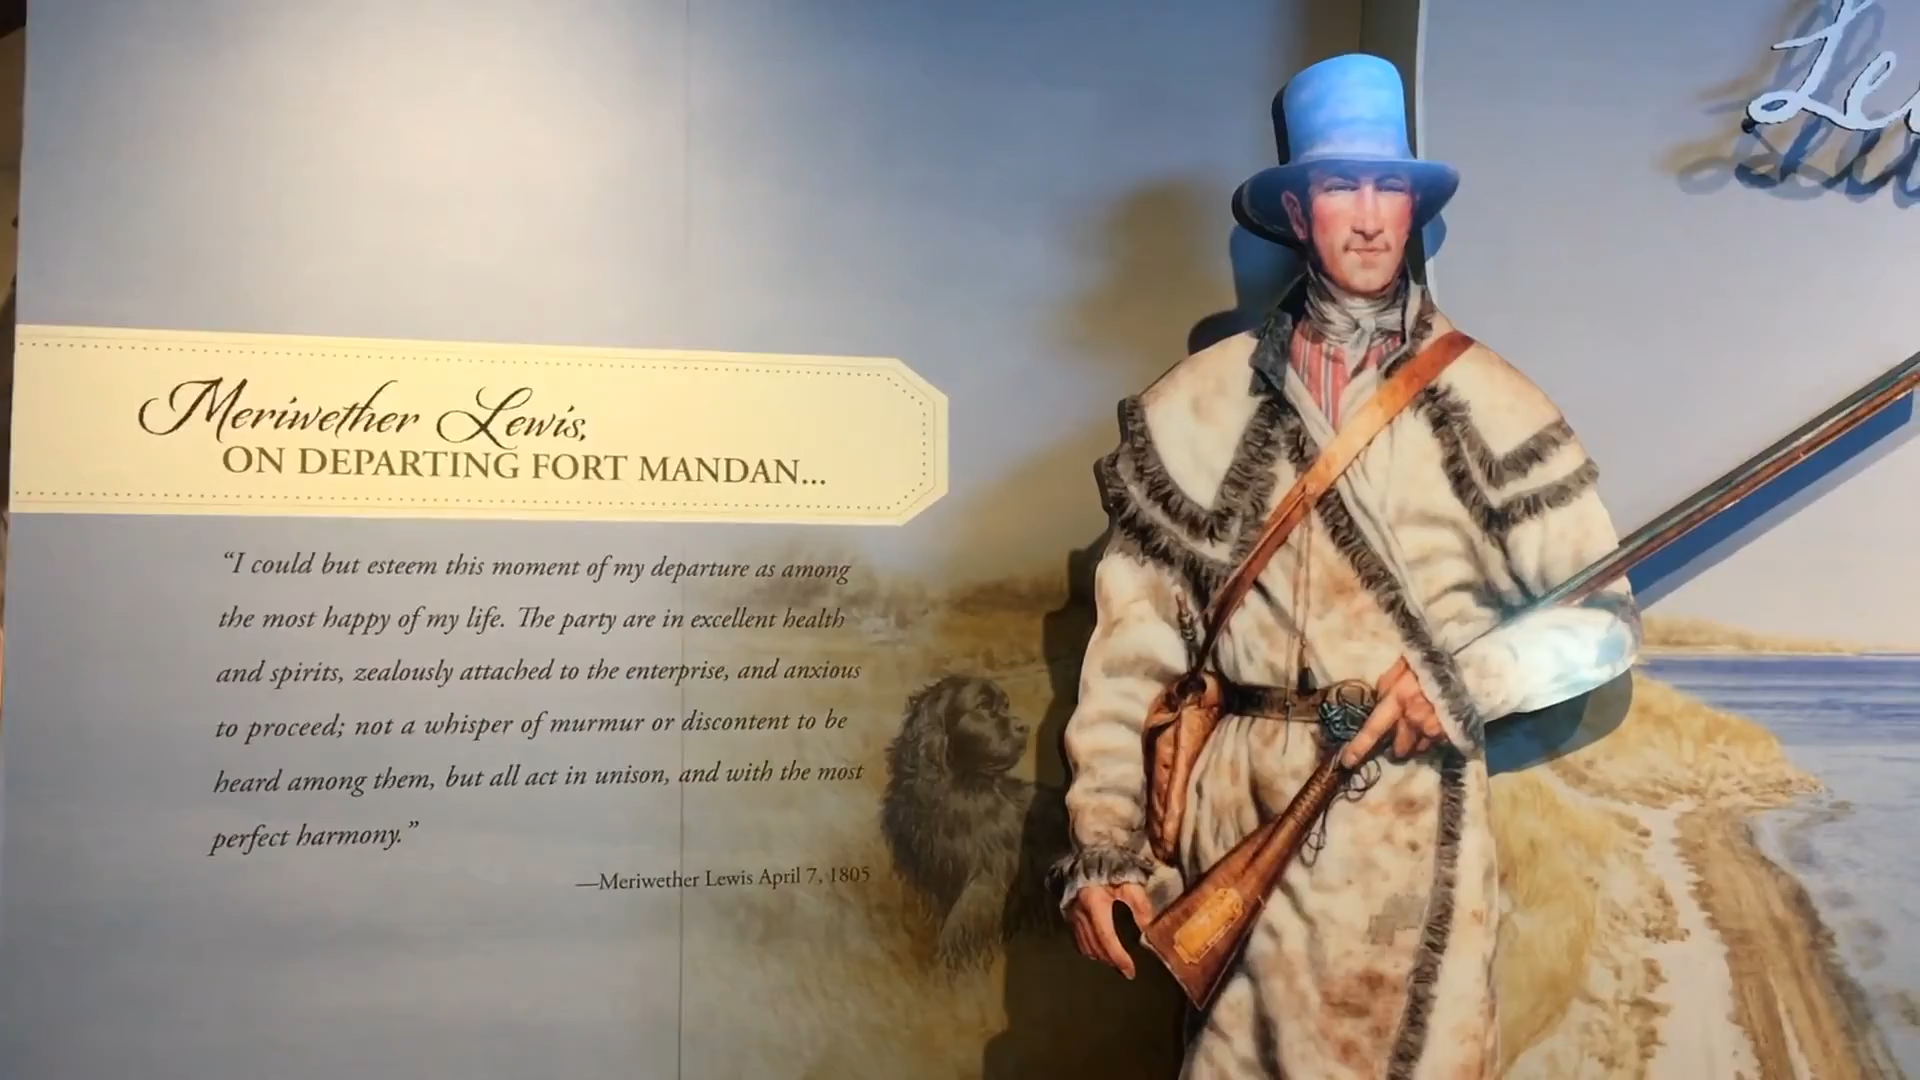 Meriwether Lewis,
ON DEPARTING FORT MANDAN...
“I could but esteem this moment of my departure as among
the most happy of my life. The party are in excellent health
and spirits, zealously attached to the enterprise, and anxious
to proceed; not a whisper of murmur or discontent to be
heard among them, but all act in unison, and with the most
perfect harmony.”
—Meriwether Lewis April 7, 1805